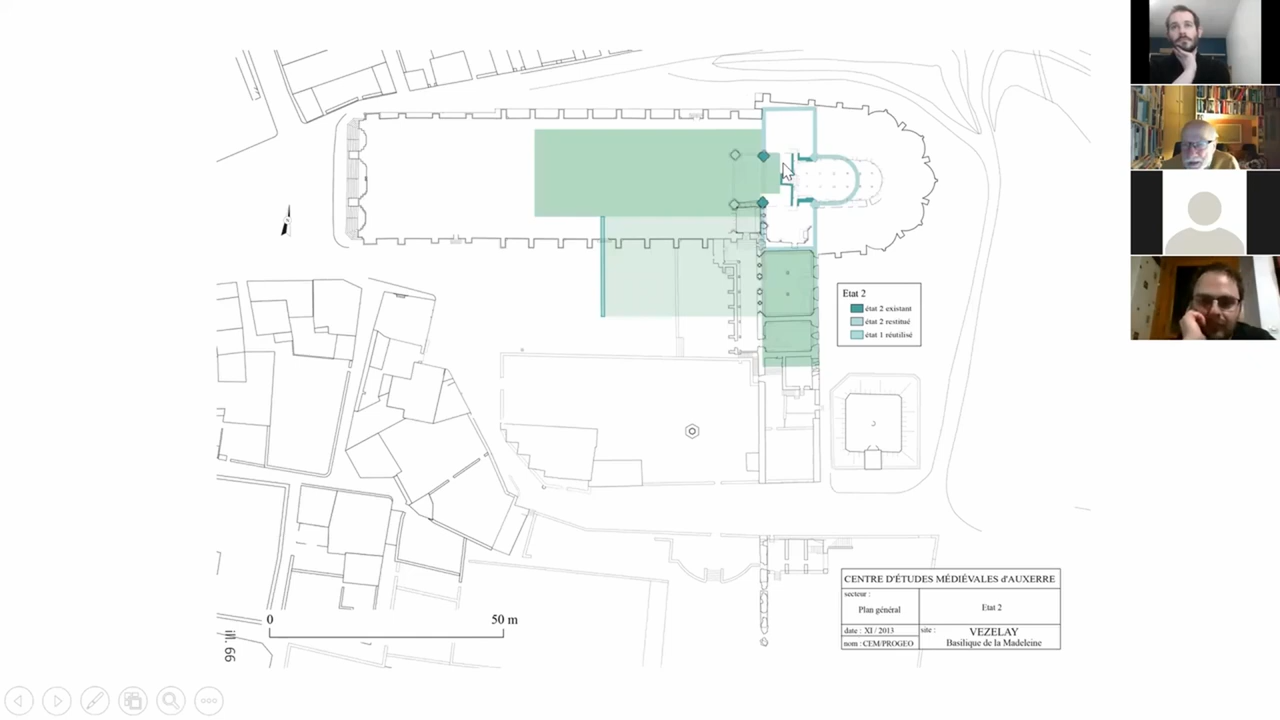 Etat 2
état 2 existant
état 2 restitué
état 1 réutilisé
0
50 m
ill. 66
CENTRE D'ÉTUDES MÉDIÉVALES d'AUXERRE
secteur :
Plan général
Etat 2
date : XI / 2013
site :
VEZELAY
nom : CEM/PROGEO
Basilique de la Madeleine